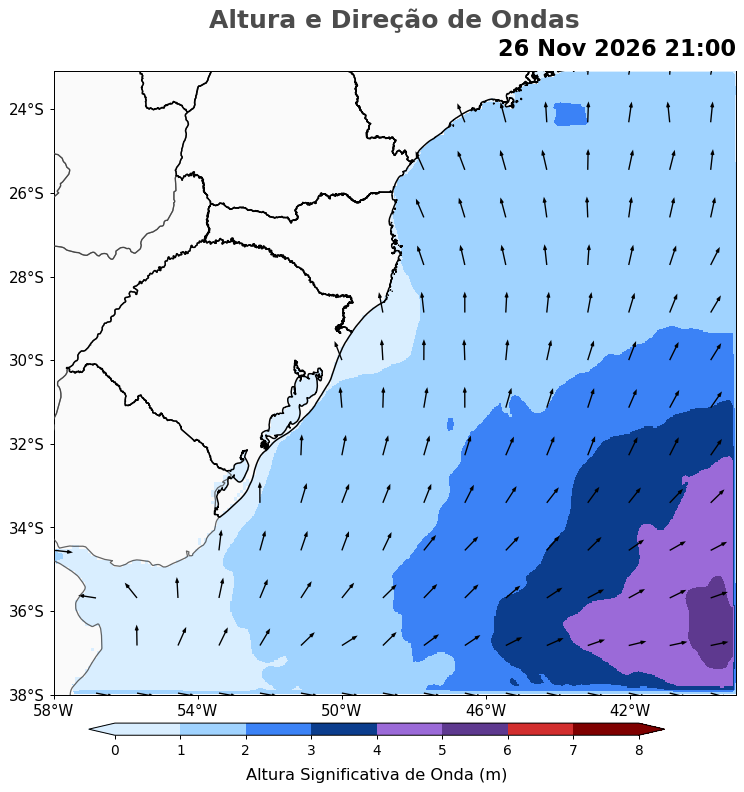 Altura e Direção de Ondas
26 Nov 2026 21:00
24°S
26°S
28°S
30°S
32°S
34°S
36°S
38°S
58°W 54°W 50°W 46°W 42°W
0 1 2 3 4 5 6 7 8
Altura Significativa de Onda (m)